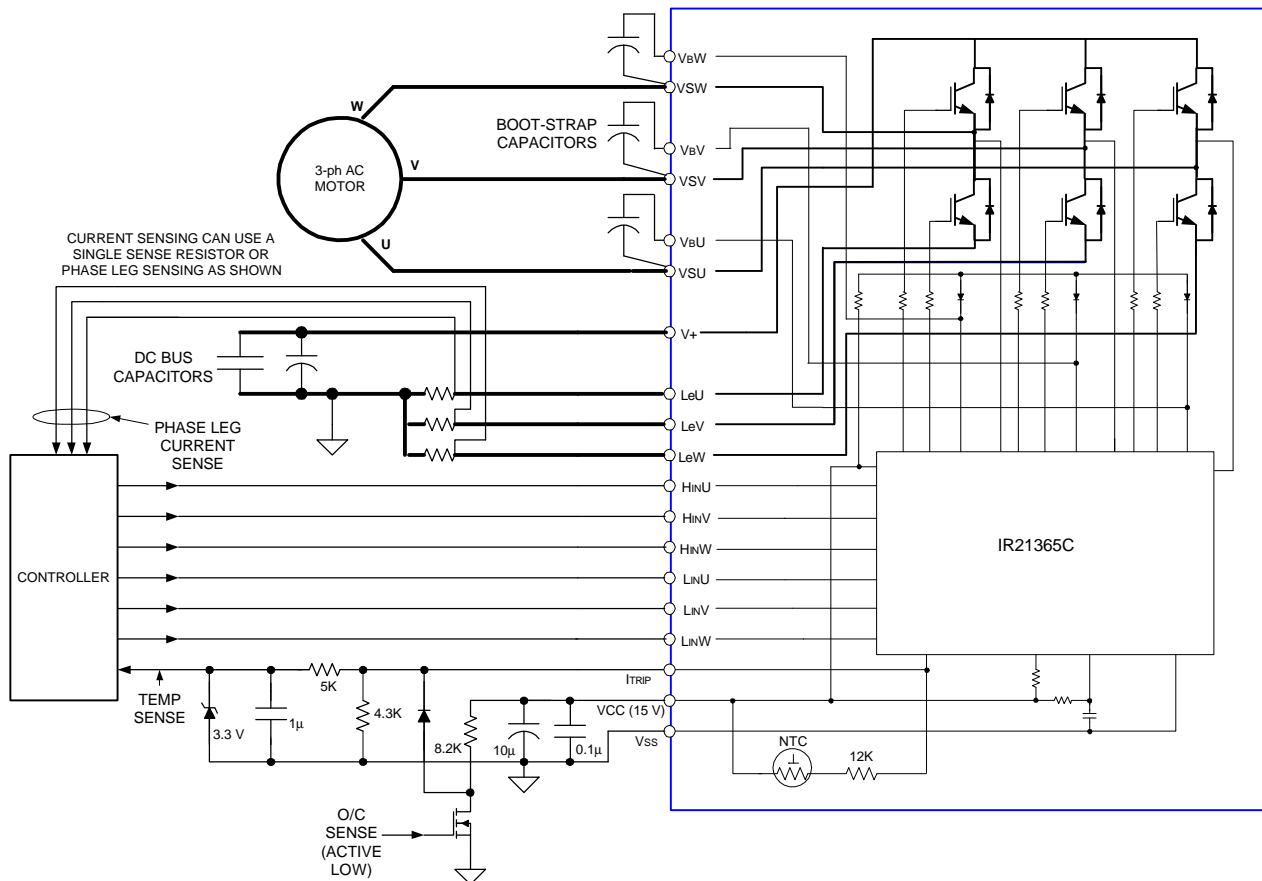 VBW
W
VSW
BOOT-STRAP
CAPACITORS
VBV
3-ph AC
MOTOR
V
VSV
U
VBU
CURRENT SENSING CAN USE A
SINGLE SENSE RESISTOR OR
PHASE LEG SENSING AS SHOWN
VSU
V+
DC BUS
CAPACITORS
LeU
PHASE LEG
CURRENT
SENSE
LeV
LeW
HINU
HINV
HINW
IR21365C
CONTROLLER
LINU
LINV
LINW
ITRIP
TEMP
SENSE
5K
VCC (15 V)
3.3 V
1μ
4.3K
8.2K
10μ
0.1μ
VSS
NTC
12K
O/C
SENSE
(ACTIVE
LOW)